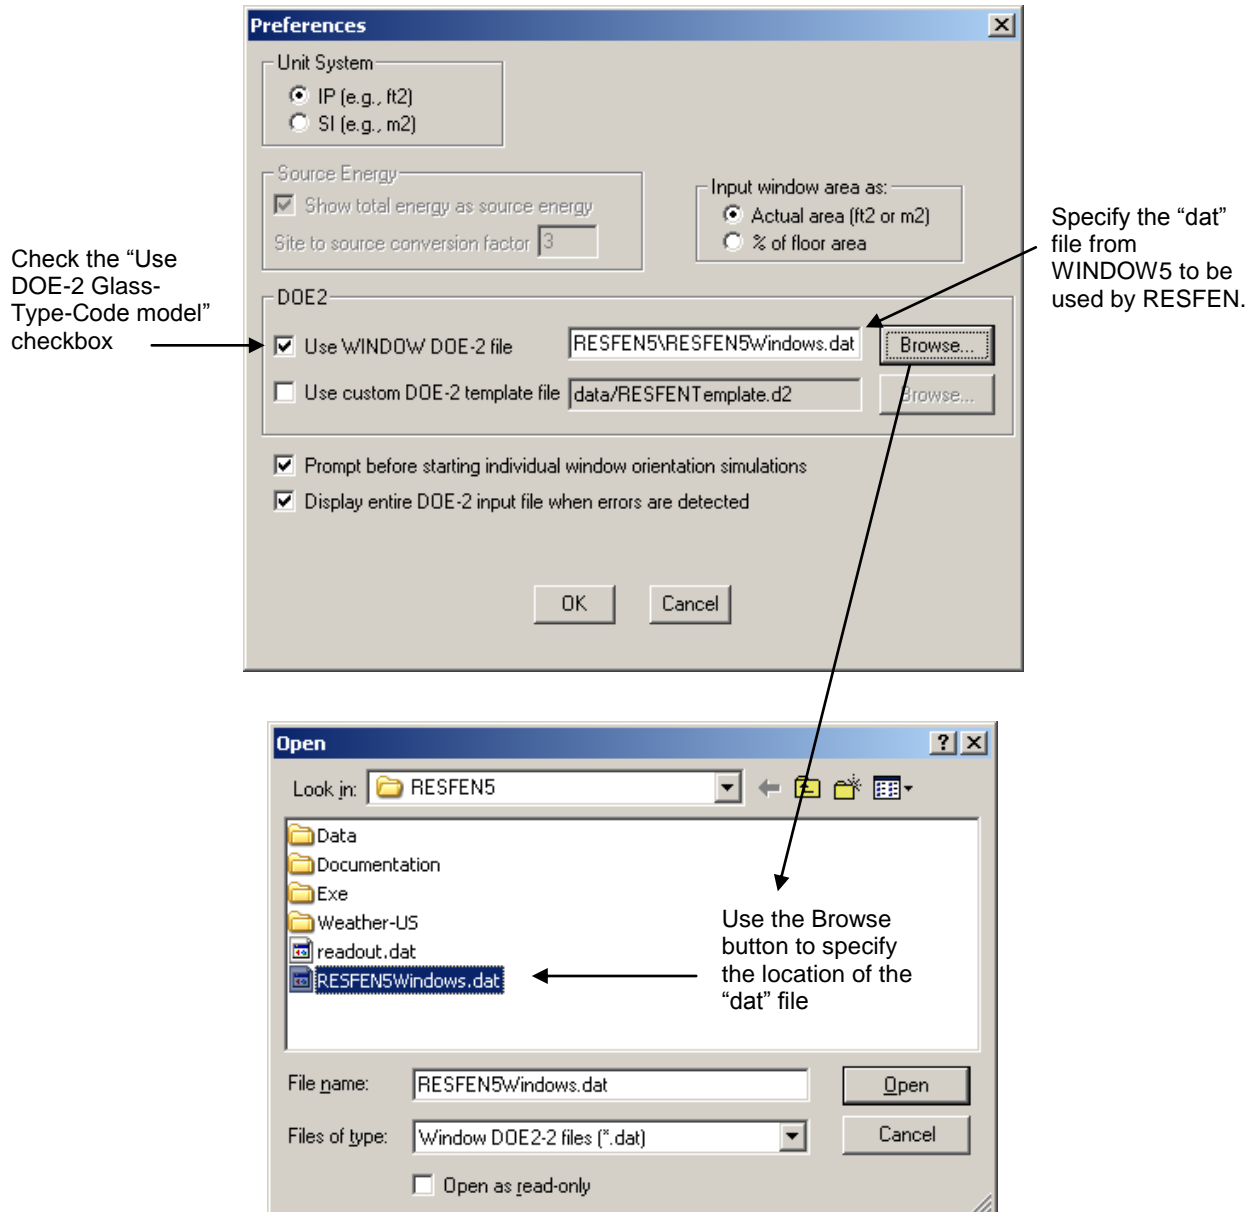 Preferences
Unit System
IP (e.g., ft2)
SI (e.g., m2)
Source Energy
Show total energy as source energy
Site to source conversion factor 3
Input window area as:
Actual area (ft2 or m2)
% of floor area
Specify the “dat”
file from
WINDOW5 to be
used by RESFEN.
Check the “Use
DOE-2 Glass-
Type-Code model”
checkbox
DOE2
Use WINDOW DOE-2 file RESFEN5\RESFEN5Windows.dat Browse...
Use custom DOE-2 template file data/RESFENTemplate.d2 Browse...
Prompt before starting individual window orientation simulations
Display entire DOE-2 input file when errors are detected
OK Cancel
Open
Look in: RESFEN5
Data
Documentation
Exe
Weather-US
readout.dat
RESFEN5Windows.dat
Use the Browse
button to specify
the location of the
“dat” file
File name: RESFEN5Windows.dat Open
Files of type: Window DOE2-2 files (*.dat) Cancel
Open as read-only